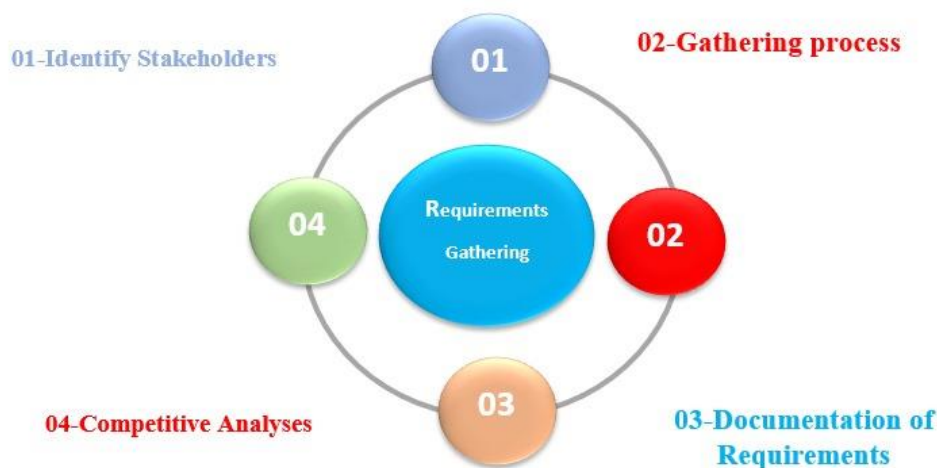 01-Identify Stakeholders
01
02-Gathering process
04
Requirements
Gathering
02
03
04-Competitive Analyses
03-Documentation of
Requirements